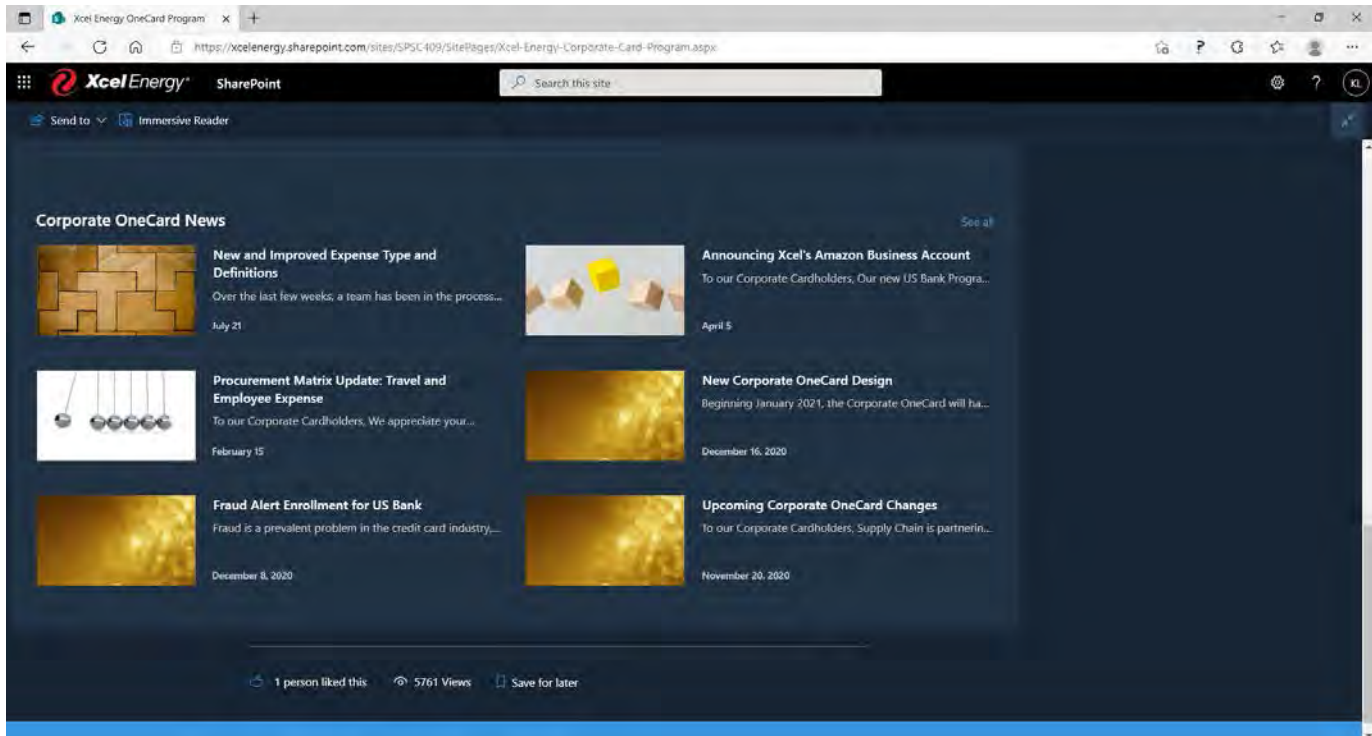 Xcel Energy OneCard Program
https://xcelenergy.sharepoint.com/sites/SPSC409/SitePages/Xcel-Energy-Corporate-Card-Program.aspx
Xcel Energy SharePoint
Search this site
KL
Send to
Immersive Reader
Corporate OneCard News
See all
New and Improved Expense Type and
Definitions
Over the last few weeks, a team has been in the process...
July 21
Announcing Xcel's Amazon Business Account
To our Corporate Cardholders, Our new US Bank Progra...
April 5
Procurement Matrix Update: Travel and
Employee Expense
To our Corporate Cardholders, We appreciate your...
February 15
New Corporate OneCard Design
Beginning January 2021, the Corporate OneCard will ha...
December 16, 2020
Fraud Alert Enrollment for US Bank
Fraud is a prevalent problem in the credit card industry,...
December 8, 2020
Upcoming Corporate OneCard Changes
To our Corporate Cardholders, Supply Chain is partnerin...
November 20, 2020
1 person liked this
5761 Views
Save for later